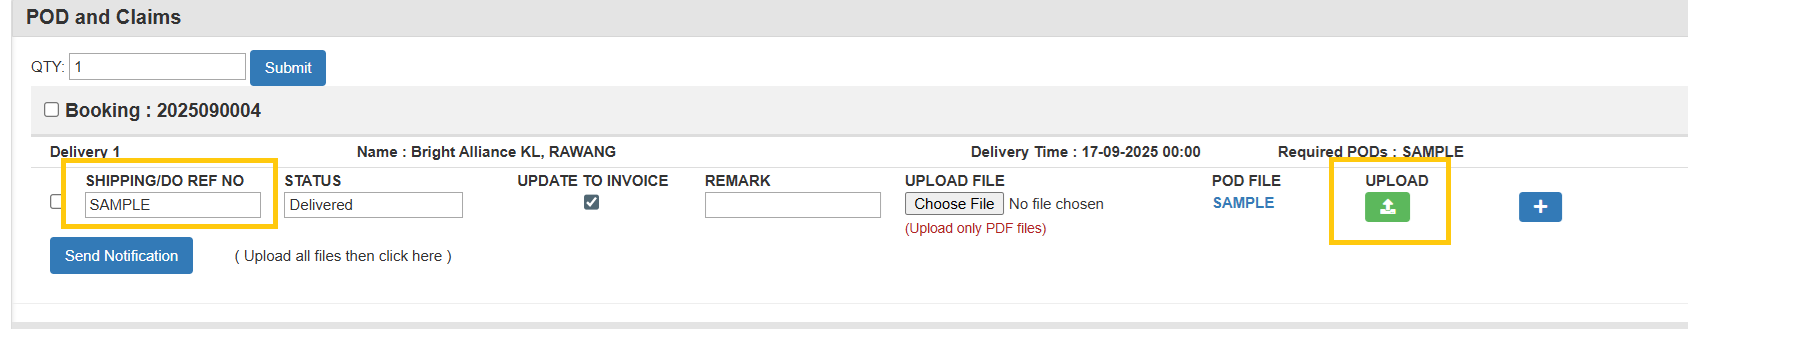 POD and Claims
QTY: 1 Submit
Booking : 2025090004
Delivery 1 Name : Bright Alliance KL, RAWANG Delivery Time : 17-09-2025 00:00 Required PODs : SAMPLE
SHIPPING/DO REF NO STATUS UPDATE TO INVOICE REMARK UPLOAD FILE POD FILE UPLOAD
SAMPLE Delivered Choose File No file chosen SAMPLE
(Upload only PDF files)
Send Notification ( Upload all files then click here )